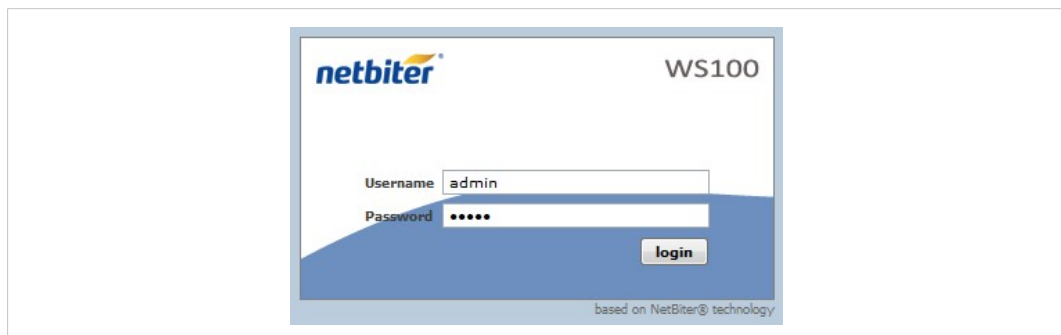 netbiter®
WS100
Username admin
Password •••••
login
based on NetBiter® technology